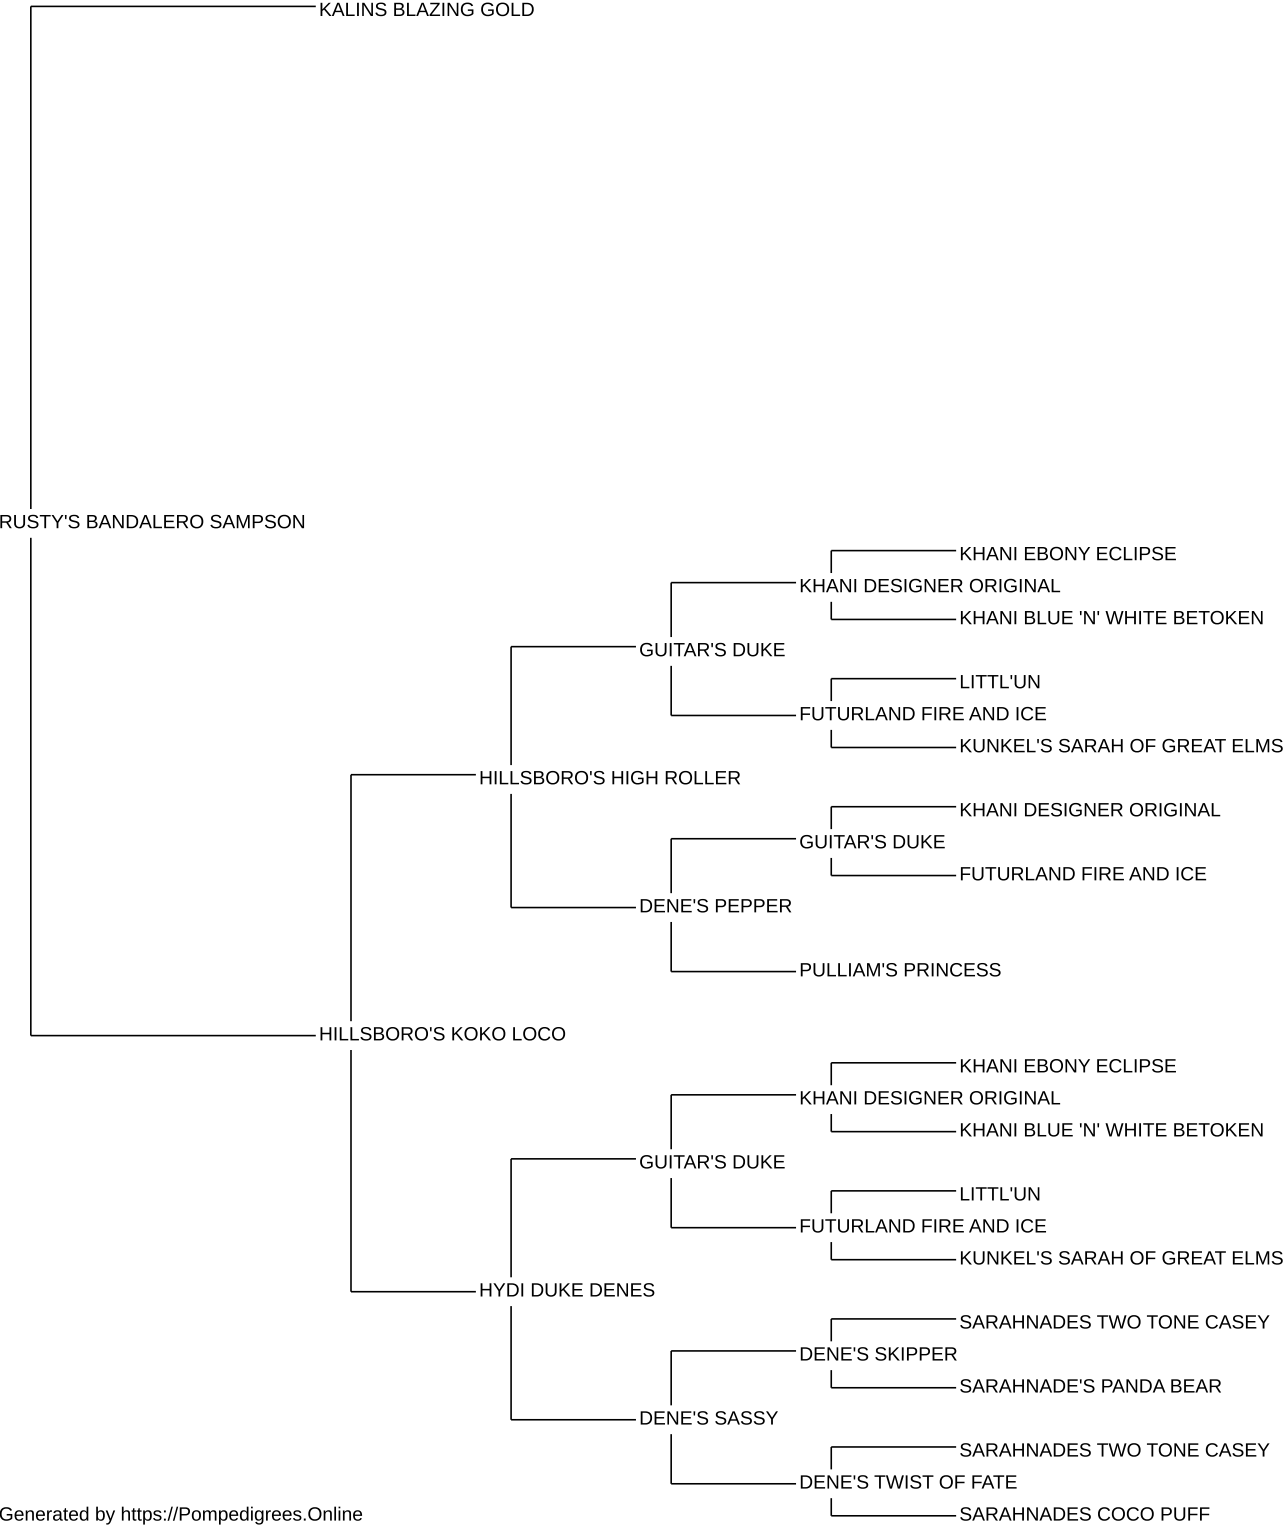 KALINS BLAZING GOLD
RUSTY'S BANDALERO SAMPSON
KHANI EBONY ECLIPSE
KHANI DESIGNER ORIGINAL
KHANI BLUE 'N' WHITE BETOKEN
GUITAR'S DUKE
LITTL'UN
FUTURLAND FIRE AND ICE
KUNKEL'S SARAH OF GREAT ELMS
HILLSBORO'S HIGH ROLLER
KHANI DESIGNER ORIGINAL
GUITAR'S DUKE
FUTURLAND FIRE AND ICE
DENE'S PEPPER
PULLIAM'S PRINCESS
HILLSBORO'S KOKO LOCO
KHANI EBONY ECLIPSE
KHANI DESIGNER ORIGINAL
KHANI BLUE 'N' WHITE BETOKEN
GUITAR'S DUKE
LITTL'UN
FUTURLAND FIRE AND ICE
KUNKEL'S SARAH OF GREAT ELMS
HYDI DUKE DENES
SARAHNADES TWO TONE CASEY
DENE'S SKIPPER
SARAHNADE'S PANDA BEAR
DENE'S SASSY
SARAHNADES TWO TONE CASEY
DENE'S TWIST OF FATE
SARAHNADES COCO PUFF
Generated by https://Pompedigrees.Online